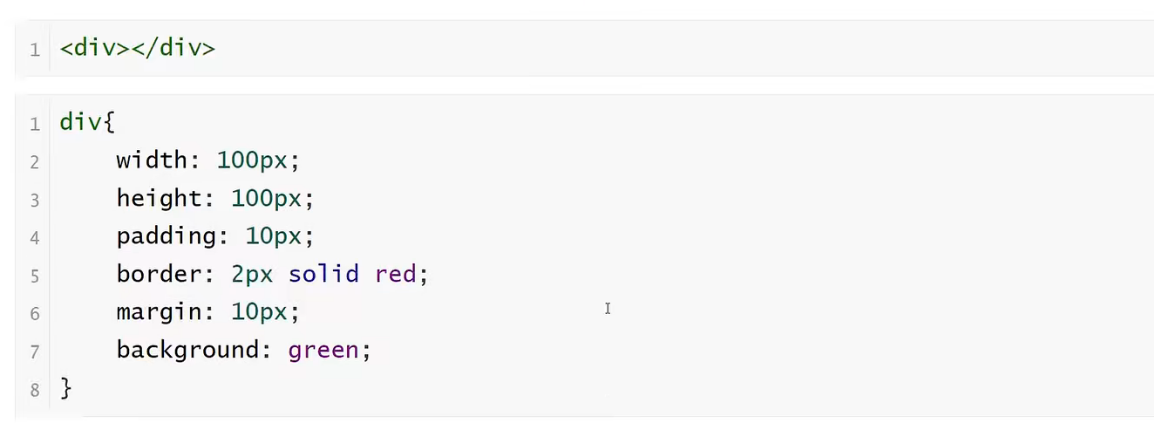 1 <div></div>
1 div{
2 width: 100px;
3 height: 100px;
4 padding: 10px;
5 border: 2px solid red;
6 margin: 10px;
7 background: green;
8 }